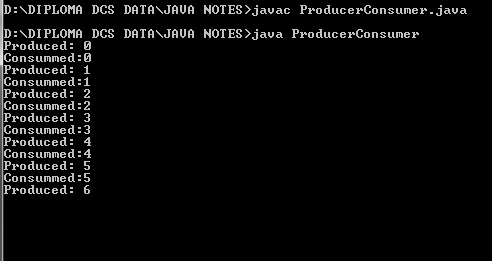 D:\DIPLOMA DCS DATA\JAVA NOTES>javac ProducerConsumer.java
D:\DIPLOMA DCS DATA\JAVA NOTES>java ProducerConsumer
Produced: 0
Consummed:0
Produced: 1
Consummed:1
Produced: 2
Consummed:2
Produced: 3
Consummed:3
Produced: 4
Consummed:4
Produced: 5
Consummed:5
Produced: 6